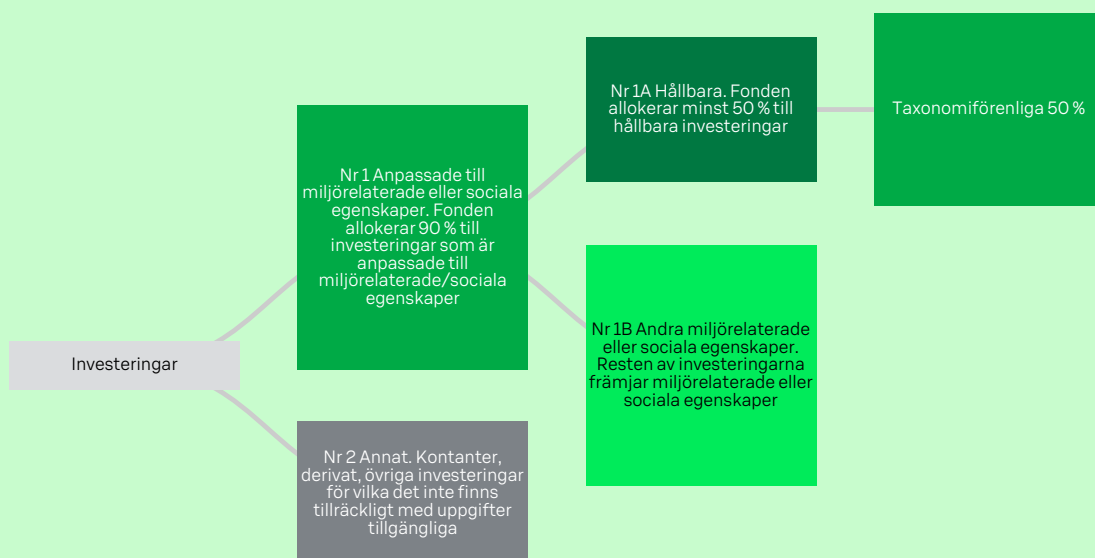 Investeringar
Nr 1 Anpassade till
miljörelaterade eller sociala
egenskaper. Fonden
allokerar 90 % till
investeringar som är
anpassade till
miljörelaterade/sociala
egenskaper
Nr 2 Annat. Kontanter,
derivat, övriga investeringar
för vilka det inte finns
tillräckligt med uppgifter
tillgängliga
Nr 1A Hållbara. Fonden
allokerar minst 50 % till
hållbara investeringar
Nr 1B Andra miljörelaterade
eller sociala egenskaper.
Resten av investeringarna
främjar miljörelaterade eller
sociala egenskaper
Taxonomiförenliga 50 %